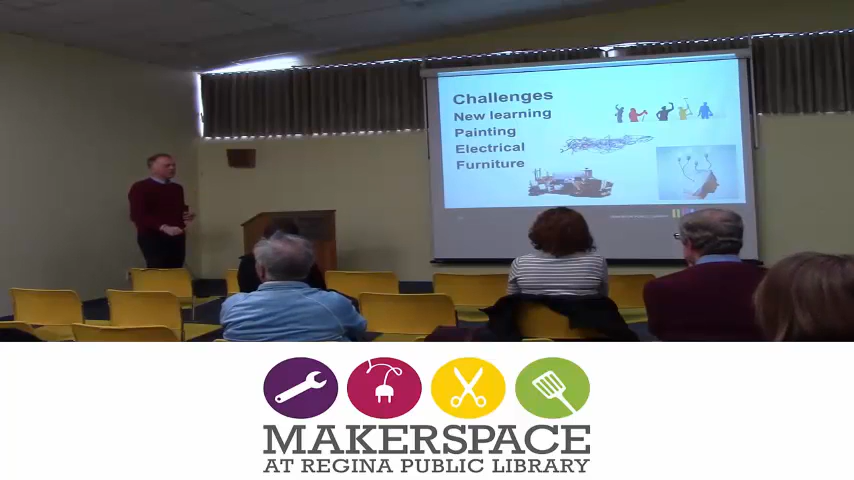 Challenges
New learning
Painting
Electrical
Furniture
MAKERSPACE
AT REGINA PUBLIC LIBRARY